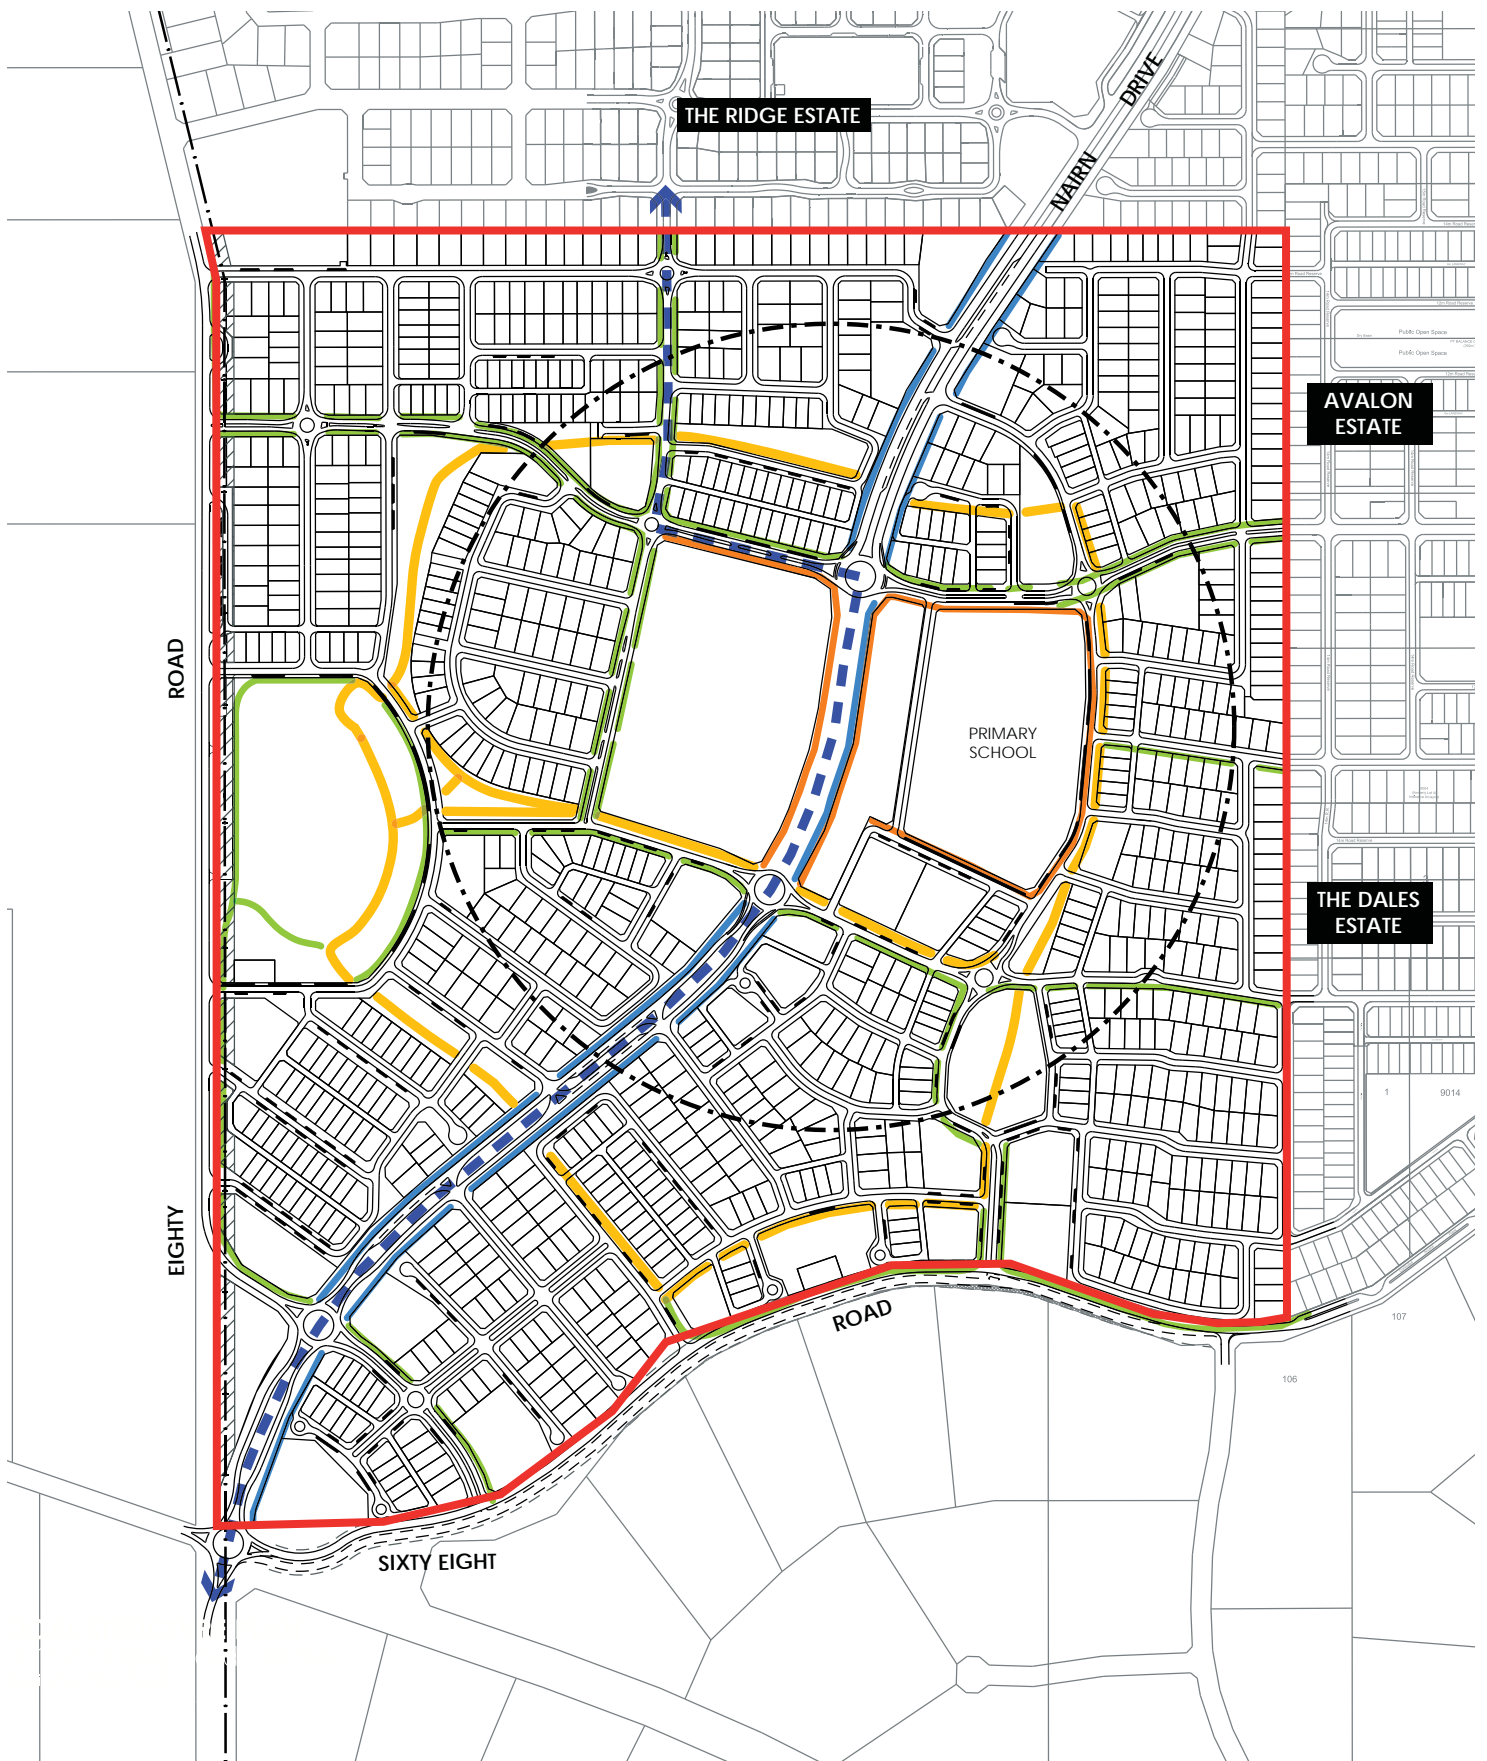 THE RIDGE ESTATE
NAIRN DRIVE
Public Open Space
Public Open Space
AVALON
ESTATE
ROAD
PRIMARY
SCHOOL
THE DALES
ESTATE
1
9014
EIGHTY
ROAD
107
106
SIXTY EIGHT